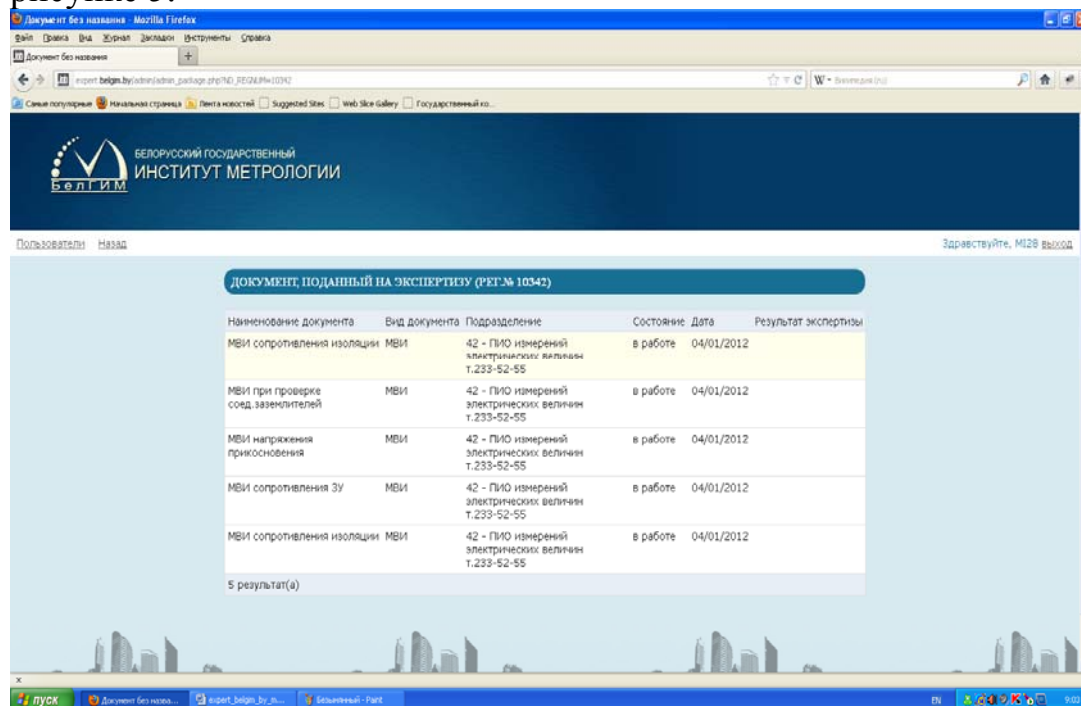 Документ без названия - Mozilla Firefox
Файл Правка Вид Журнал Закладки Инструменты Справка
Документ без названия
expert.belgim.by/admin/admin_package.php?ND_REGNUM=10342
Самые популярные Начальная страница Лента новостей Suggested Sites Web Slice Gallery Государственный ко...
БЕЛОРУССКИЙ ГОСУДАРСТВЕННЫЙ
ИНСТИТУТ МЕТРОЛОГИИ
БелГИМ
Пользователи Назад Здравствуйте, MI28 выход
ДОКУМЕНТ, ПОДАННЫЙ НА ЭКСПЕРТИЗУ (РЕГ.№ 10342)
Наименование документа Вид документа Подразделение Состояние Дата Результат экспертизы
МВИ сопротивления изоляции МВИ 42 - ПИО измерений в работе 04/01/2012
электрических величин
т.233-52-55
МВИ при проверке МВИ 42 - ПИО измерений в работе 04/01/2012
соед.заземлителей электрических величин
т.233-52-55
МВИ напряжения МВИ 42 - ПИО измерений в работе 04/01/2012
прикосновения электрических величин
т.233-52-55
МВИ сопротивления ЗУ МВИ 42 - ПИО измерений в работе 04/01/2012
электрических величин
т.233-52-55
МВИ сопротивления изоляции МВИ 42 - ПИО измерений в работе 04/01/2012
электрических величин
т.233-52-55
5 результат(а)
x
пуск Документ без назва... expert_belgim_by_m... Безымянный - Paint EN 9:03